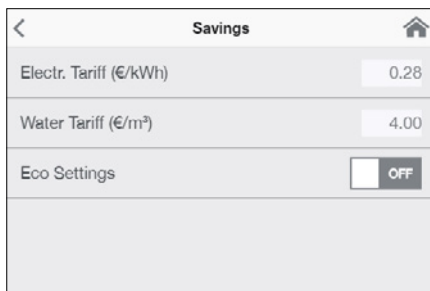 Savings
Electr. Tariff (€/kWh) 0.28
Water Tariff (€/m³) 4.00
Eco Settings OFF